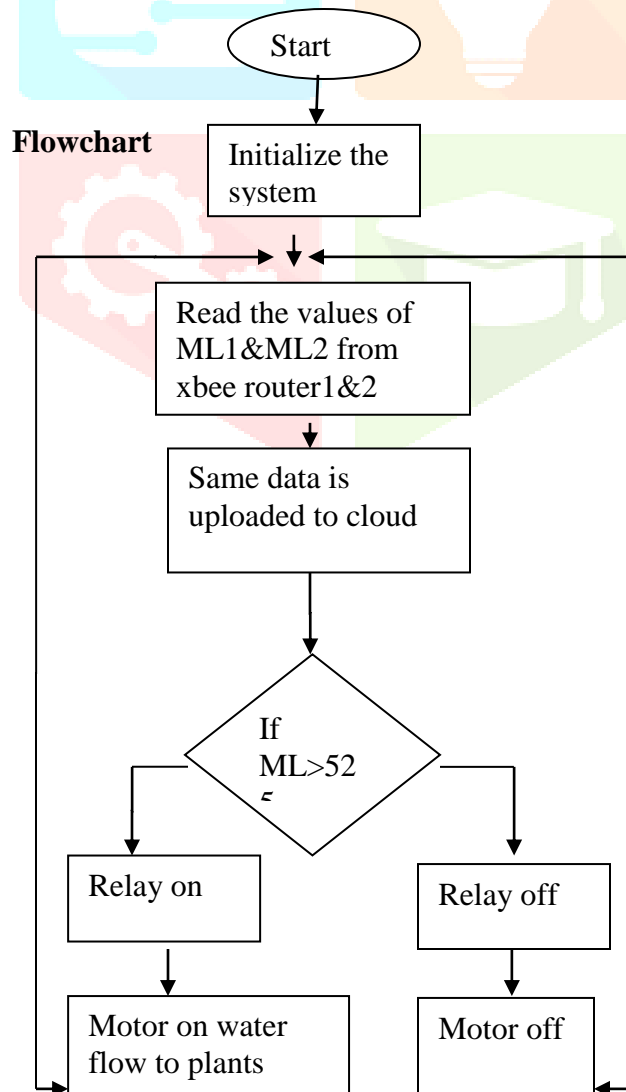 Start
Flowchart
Initialize the
system
Read the values of
ML1&ML2 from
xbee router1&2
Same data is
uploaded to cloud
If
ML>52
5
Relay on
Relay off
Motor on water
flow to plants
Motor off